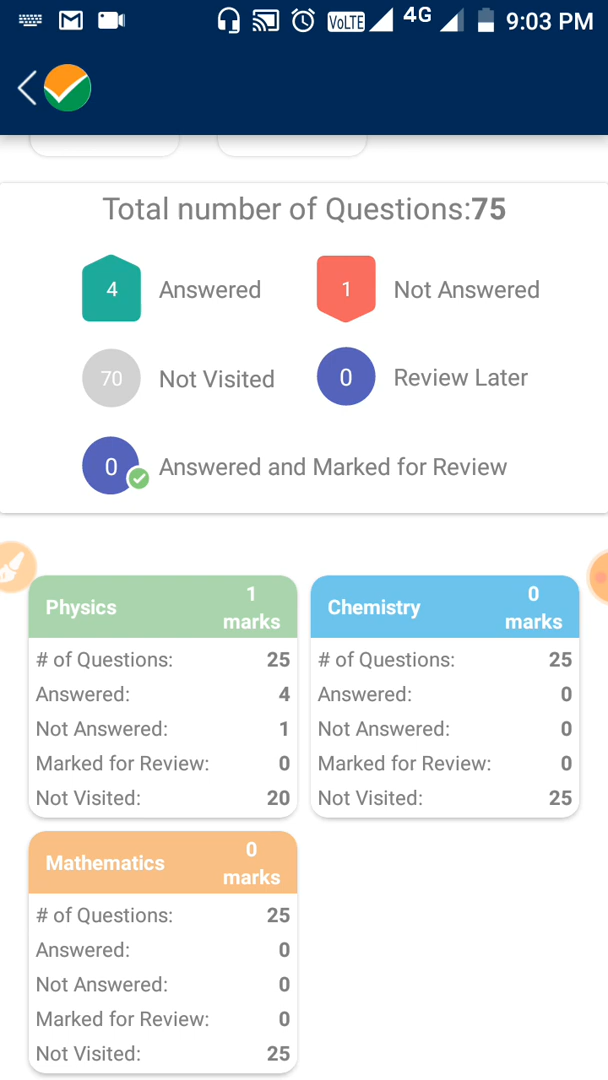 VoLTE 4G 9:03 PM
Total number of Questions:75
4 Answered 1 Not Answered
70 Not Visited 0 Review Later
0 Answered and Marked for Review
Physics 1 marks
# of Questions: 25
Answered: 4
Not Answered: 1
Marked for Review: 0
Not Visited: 20
Chemistry 0 marks
# of Questions: 25
Answered: 0
Not Answered: 0
Marked for Review: 0
Not Visited: 25
Mathematics 0 marks
# of Questions: 25
Answered: 0
Not Answered: 0
Marked for Review: 0
Not Visited: 25